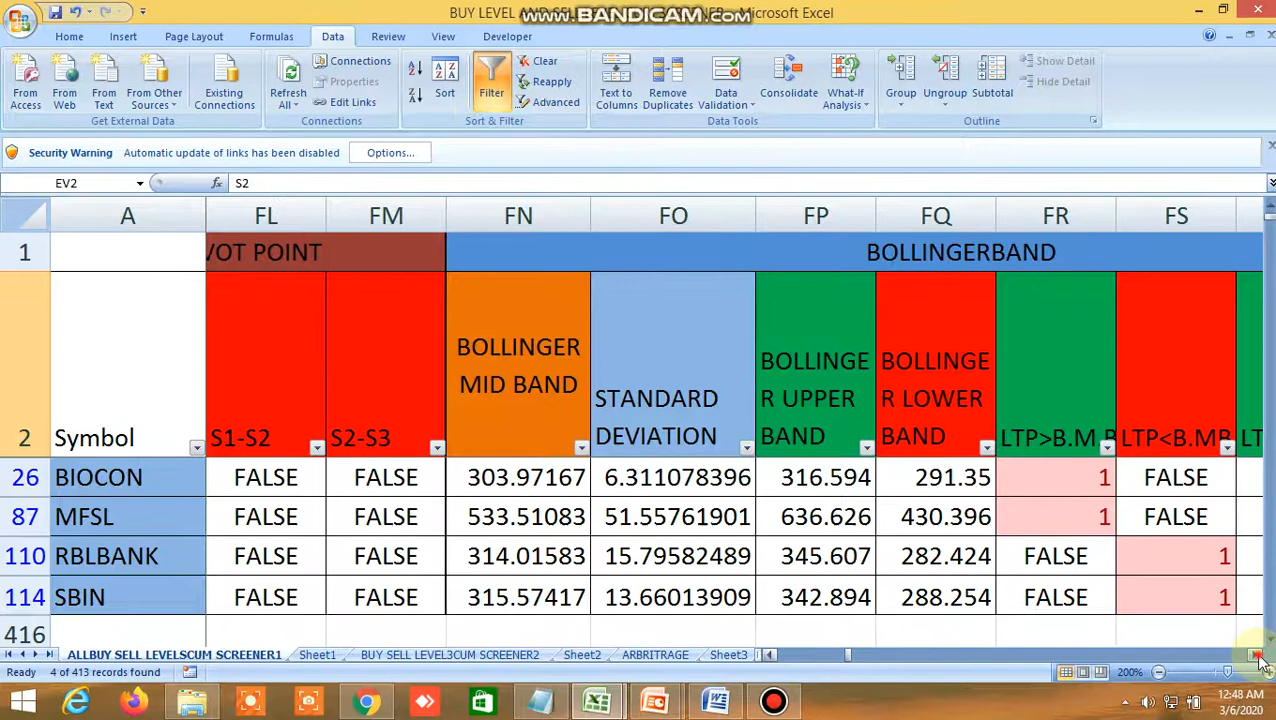 BUY LEVEL AND SEL
www.BANDICAM.com
NER - Microsoft Excel
Home Insert Page Layout Formulas Data Review View Developer
From Access
From Web
From Text
From Other Sources
Existing Connections
Get External Data
Refresh All
Connections
Properties
Edit Links
Connections
Sort
Filter
Clear
Reapply
Advanced
Sort & Filter
Text to Columns
Remove Duplicates
Data Validation
Consolidate
What-If Analysis
Data Tools
Group
Ungroup
Subtotal
Show Detail
Hide Detail
Outline
Security Warning Automatic update of links has been disabled Options...
EV2 fx S2
A FL FM FN FO FP FQ FR FS
1 VOT POINT BOLLINGERBAND
2 Symbol S1-S2 S2-S3 BOLLINGER MID BAND STANDARD DEVIATION BOLLINGE R UPPER BAND BOLLINGE R LOWER BAND LTP>B.M.B LTP<B.MB LT
26 BIOCON FALSE FALSE 303.97167 6.311078396 316.594 291.35 1 FALSE
87 MFSL FALSE FALSE 533.51083 51.55761901 636.626 430.396 1 FALSE
110 RBLBANK FALSE FALSE 314.01583 15.79582489 345.607 282.424 FALSE 1
114 SBIN FALSE FALSE 315.57417 13.66013909 342.894 288.254 FALSE 1
416
ALLBUY SELL LEVELSCUM SCREENER1 Sheet1 BUY SELL LEVEL3CUM SCREENER2 Sheet2 ARBRITRAGE Sheet3
Ready 4 of 413 records found 200%
12:48 AM
3/6/2020